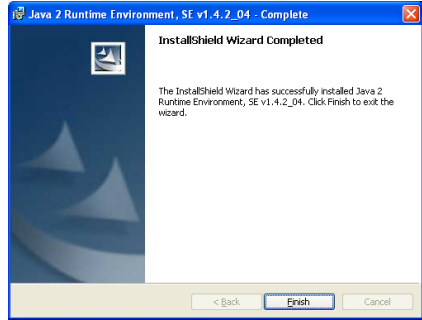 Java 2 Runtime Environment, SE v1.4.2_04 - Complete
InstallShield Wizard Completed
The InstallShield Wizard has successfully installed Java 2
Runtime Environment, SE v1.4.2_04. Click Finish to exit the
wizard.
< Back Finish Cancel